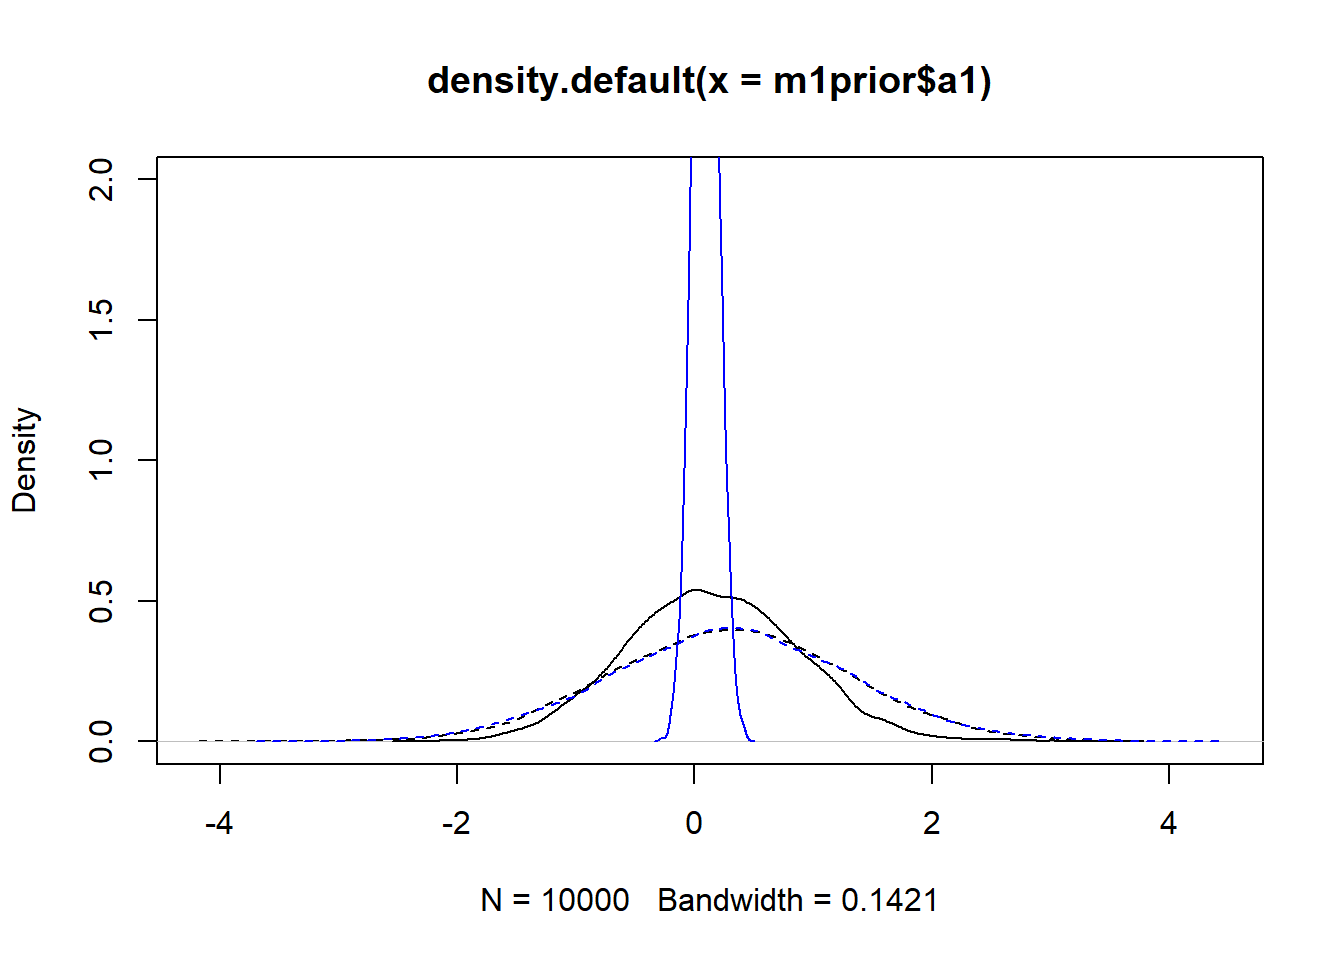 density.default(x = m1prior$a1)
Density
2.0
1.5
1.0
0.5
0.0
-4 -2 0 2 4
N = 10000 Bandwidth = 0.1421